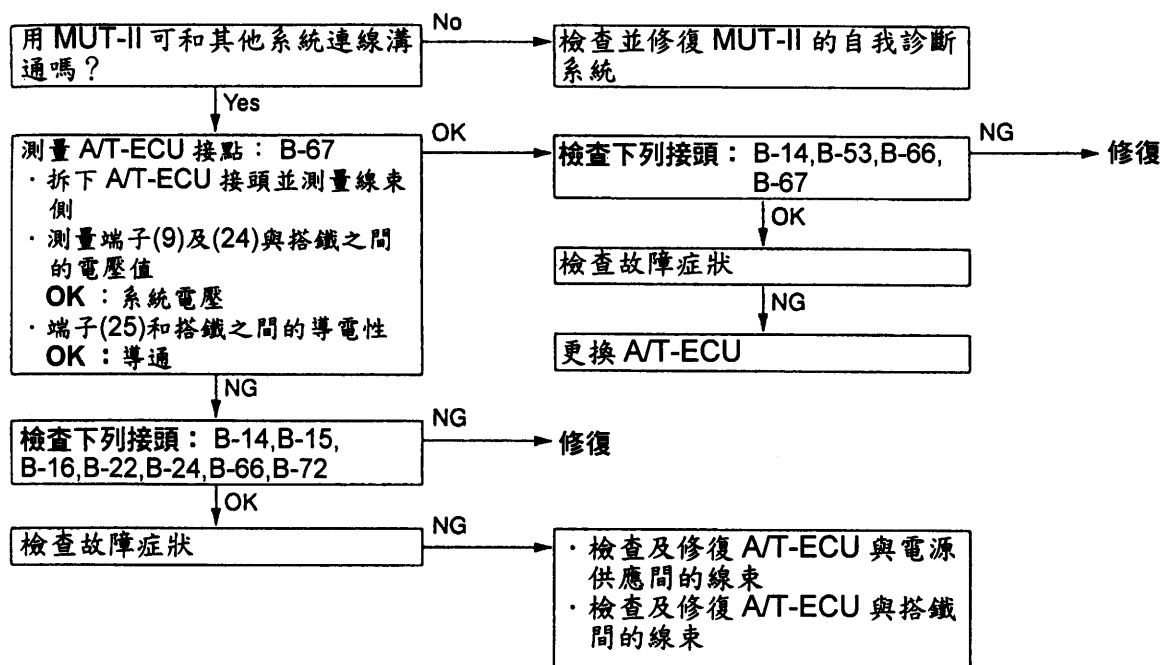 用 MUT-II 可和其他系統連線溝
通嗎？
No
檢查並修復 MUT-II 的自我診斷
系統
Yes
測量 A/T-ECU 接點： B-67
· 拆下 A/T-ECU 接頭並測量線束
側
· 測量端子(9)及(24)與搭鐵之間
的電壓值
OK ：系統電壓
· 端子(25)和搭鐵之間的導電性
OK ：導通
OK
檢查下列接頭： B-14,B-53,B-66,
B-67
NG
修復
OK
檢查故障症狀
NG
更換 A/T-ECU
NG
檢查下列接頭： B-14,B-15,
B-16,B-22,B-24,B-66,B-72
NG
修復
OK
檢查故障症狀
NG
· 檢查及修復 A/T-ECU 與電源
供應間的線束
· 檢查及修復 A/T-ECU 與搭鐵
間的線束